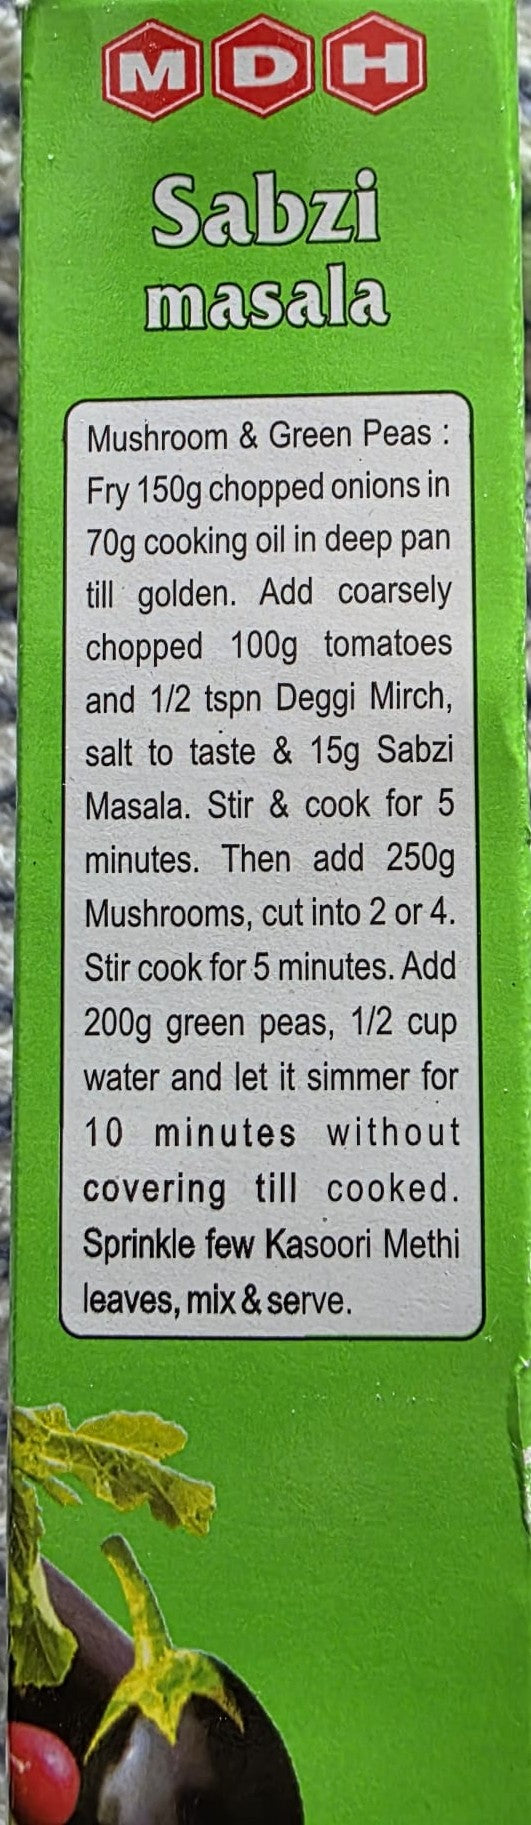 MDH
Sabzi
masala
Mushroom & Green Peas :
Fry 150g chopped onions in
70g cooking oil in deep pan
till golden. Add coarsely
chopped 100g tomatoes
and 1/2 tspn Deggi Mirch,
salt to taste & 15g Sabzi
Masala. Stir & cook for 5
minutes. Then add 250g
Mushrooms, cut into 2 or 4.
Stir cook for 5 minutes. Add
200g green peas, 1/2 cup
water and let it simmer for
10 minutes without
covering till cooked.
Sprinkle few Kasoori Methi
leaves, mix & serve.